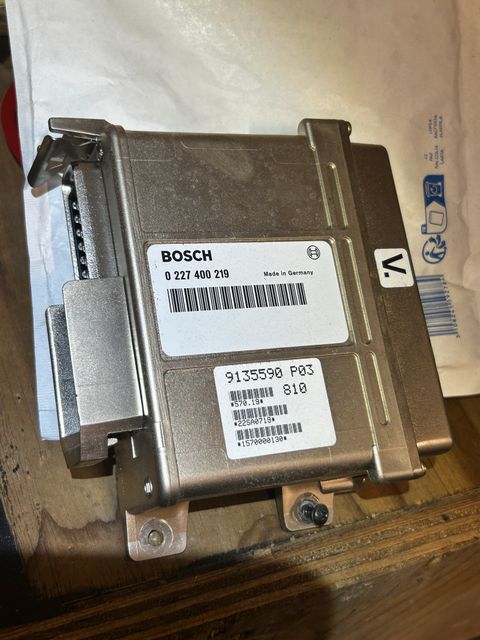 BOSCH
0 227 400 219
Made in Germany
V.
9135590 P03
810
*570.19*
*225A0719*
*1570000130*